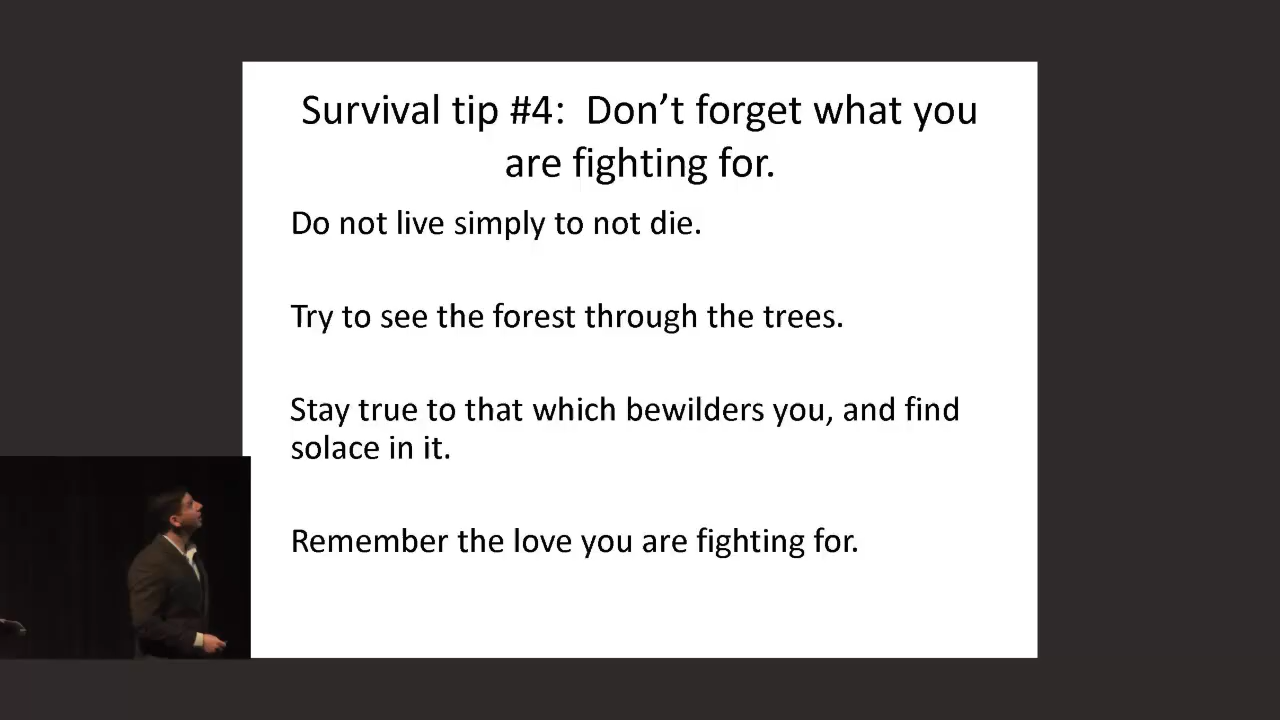 Survival tip #4:  Don’t forget what you
are fighting for.
Do not live simply to not die.
Try to see the forest through the trees.
Stay true to that which bewilders you, and find
solace in it.
Remember the love you are fighting for.